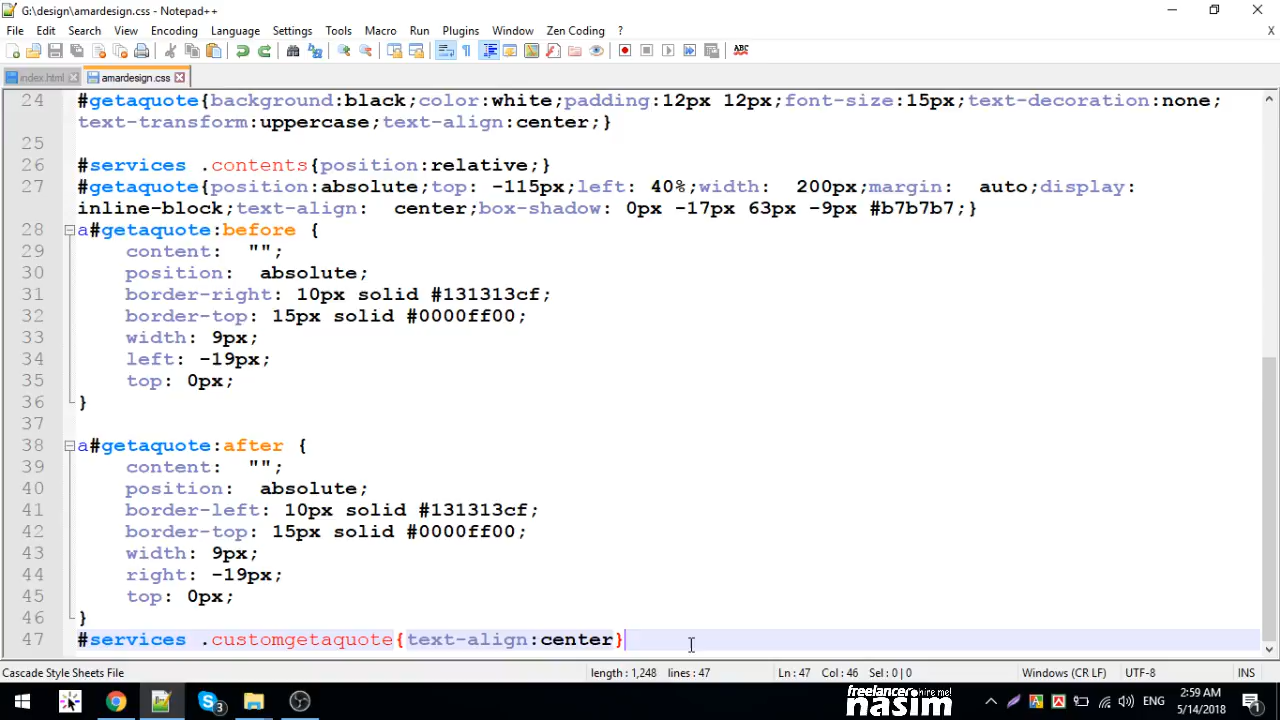 G:\design\amardesign.css - Notepad++
File Edit Search View Encoding Language Settings Tools Macro Run Plugins Window Zen Coding ? X
ABC
index.html amardesign.css
24 #getaquote{background:black;color:white;padding:12px 12px;font-size:15px;text-decoration:none;
text-transform:uppercase;text-align:center;}
25
26 #services .contents{position:relative;}
27 #getaquote{position:absolute;top: -115px;left: 40%;width: 200px;margin: auto;display:
inline-block;text-align: center;box-shadow: 0px -17px 63px -9px #b7b7b7;}
28 a#getaquote:before {
29 content: "";
30 position: absolute;
31 border-right: 10px solid #131313cf;
32 border-top: 15px solid #0000ff00;
33 width: 9px;
34 left: -19px;
35 top: 0px;
36 }
37
38 a#getaquote:after {
39 content: "";
40 position: absolute;
41 border-left: 10px solid #131313cf;
42 border-top: 15px solid #0000ff00;
43 width: 9px;
44 right: -19px;
45 top: 0px;
46 }
47 #services .customgetaquote{text-align:center}
Cascade Style Sheets File length : 1,248 lines : 47 Ln : 47 Col : 46 Sel : 0 | 0 Windows (CR LF) UTF-8 INS
3 ENG 2:59 AM
5/14/2018 1
freelancer hire me!
nasim